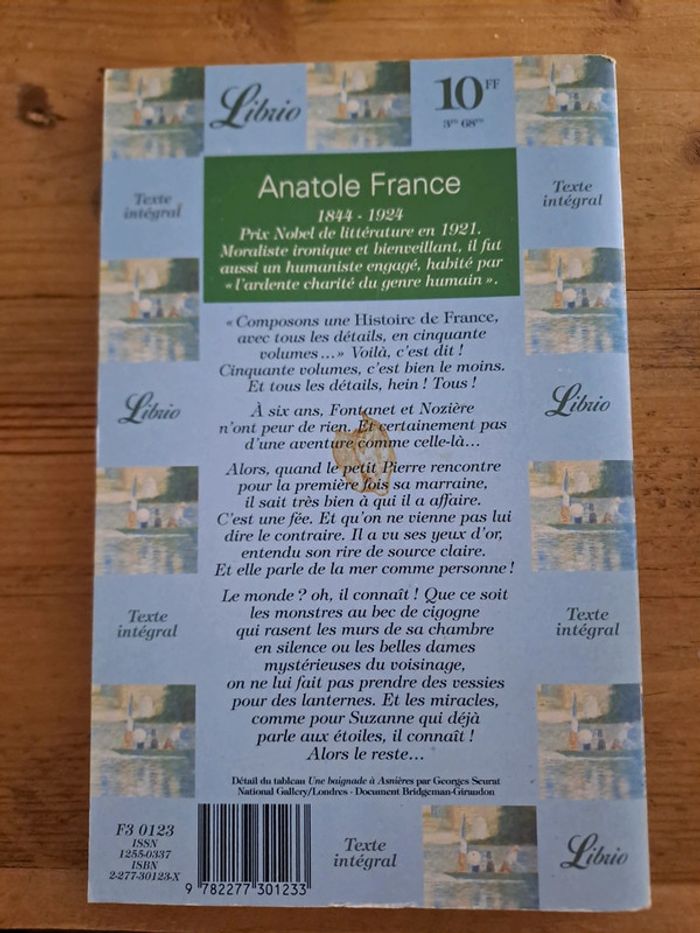 Librio
10FF
Anatole France
1844 - 1924
Prix Nobel de littérature en 1921.
Moraliste ironique et bienveillant, il fut
aussi un humaniste engagé, habité par
« l'ardente charité du genre humain ».
Texte
intégral
Texte
intégral
« Composons une Histoire de France,
avec tous les détails, en cinquante
volumes... » Voilà, c'est dit !
Cinquante volumes, c'est bien le moins.
Et tous les détails, hein ! Tous !
Librio
Librio
À six ans, Fontanet et Nozière
n'ont peur de rien. Et certainement pas
d'une aventure comme celle-là...
Alors, quand le petit Pierre rencontre
pour la première fois sa marraine,
il sait très bien à qui il a affaire.
C'est une fée. Et qu'on ne vienne pas lui
dire le contraire. Il a vu ses yeux d'or,
entendu son rire de source claire.
Et elle parle de la mer comme personne !
Texte
intégral
Texte
intégral
Le monde ? oh, il connaît ! Que ce soit
les monstres au bec de cigogne
qui rasent les murs de sa chambre
en silence ou les belles dames
mystérieuses du voisinage,
on ne lui fait pas prendre des vessies
pour des lanternes. Et les miracles,
comme pour Suzanne qui déjà
parle aux étoiles, il connaît !
Alors le reste...
Détail du tableau Une baignade à Asnières par Georges Seurat
National Gallery/Londres - Document Bridgeman-Giraudon
F3 0123
ISSN
1255-0337
ISBN
2-277-30123-X
9 782277 301233
Texte
intégral
Librio